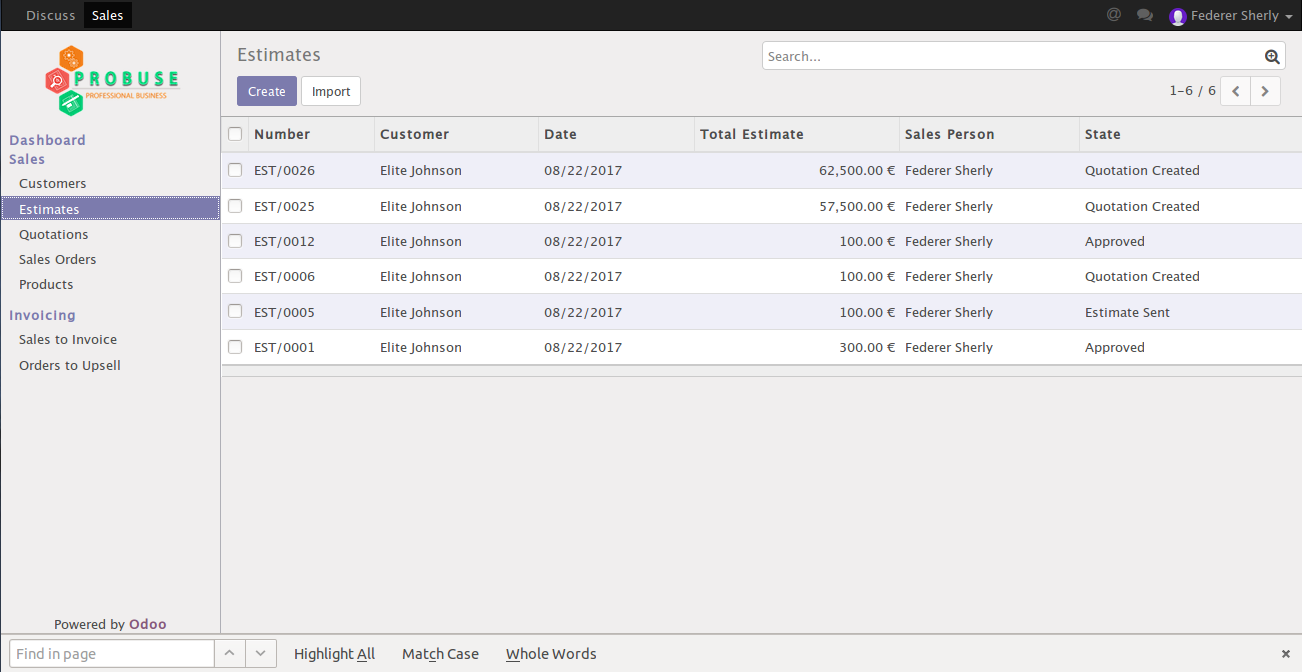 Discuss Sales @ Federer Sherly
PROBUSE
PROFESSIONAL BUSINESS
Dashboard
Sales
Customers
Estimates
Quotations
Sales Orders
Products
Invoicing
Sales to Invoice
Orders to Upsell
Powered by Odoo
Estimates
Search...
Create Import
1-6 / 6
Number Customer Date Total Estimate Sales Person State
EST/0026 Elite Johnson 08/22/2017 62,500.00 € Federer Sherly Quotation Created
EST/0025 Elite Johnson 08/22/2017 57,500.00 € Federer Sherly Quotation Created
EST/0012 Elite Johnson 08/22/2017 100.00 € Federer Sherly Approved
EST/0006 Elite Johnson 08/22/2017 100.00 € Federer Sherly Quotation Created
EST/0005 Elite Johnson 08/22/2017 100.00 € Federer Sherly Estimate Sent
EST/0001 Elite Johnson 08/22/2017 300.00 € Federer Sherly Approved
Find in page Highlight All Match Case Whole Words